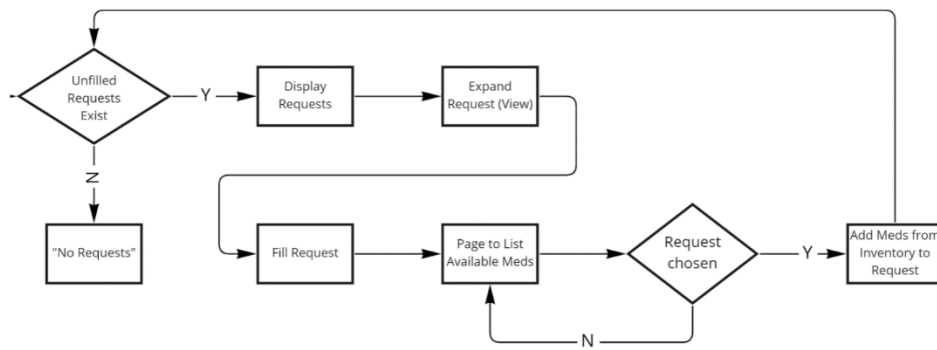 Unfilled
Requests
Exist
Y
Display
Requests
Expand
Request (View)
N
"No Requests"
Fill Request
Page to List
Available Meds
Request
chosen
Y
Add Meds from
Inventory to
Request
N